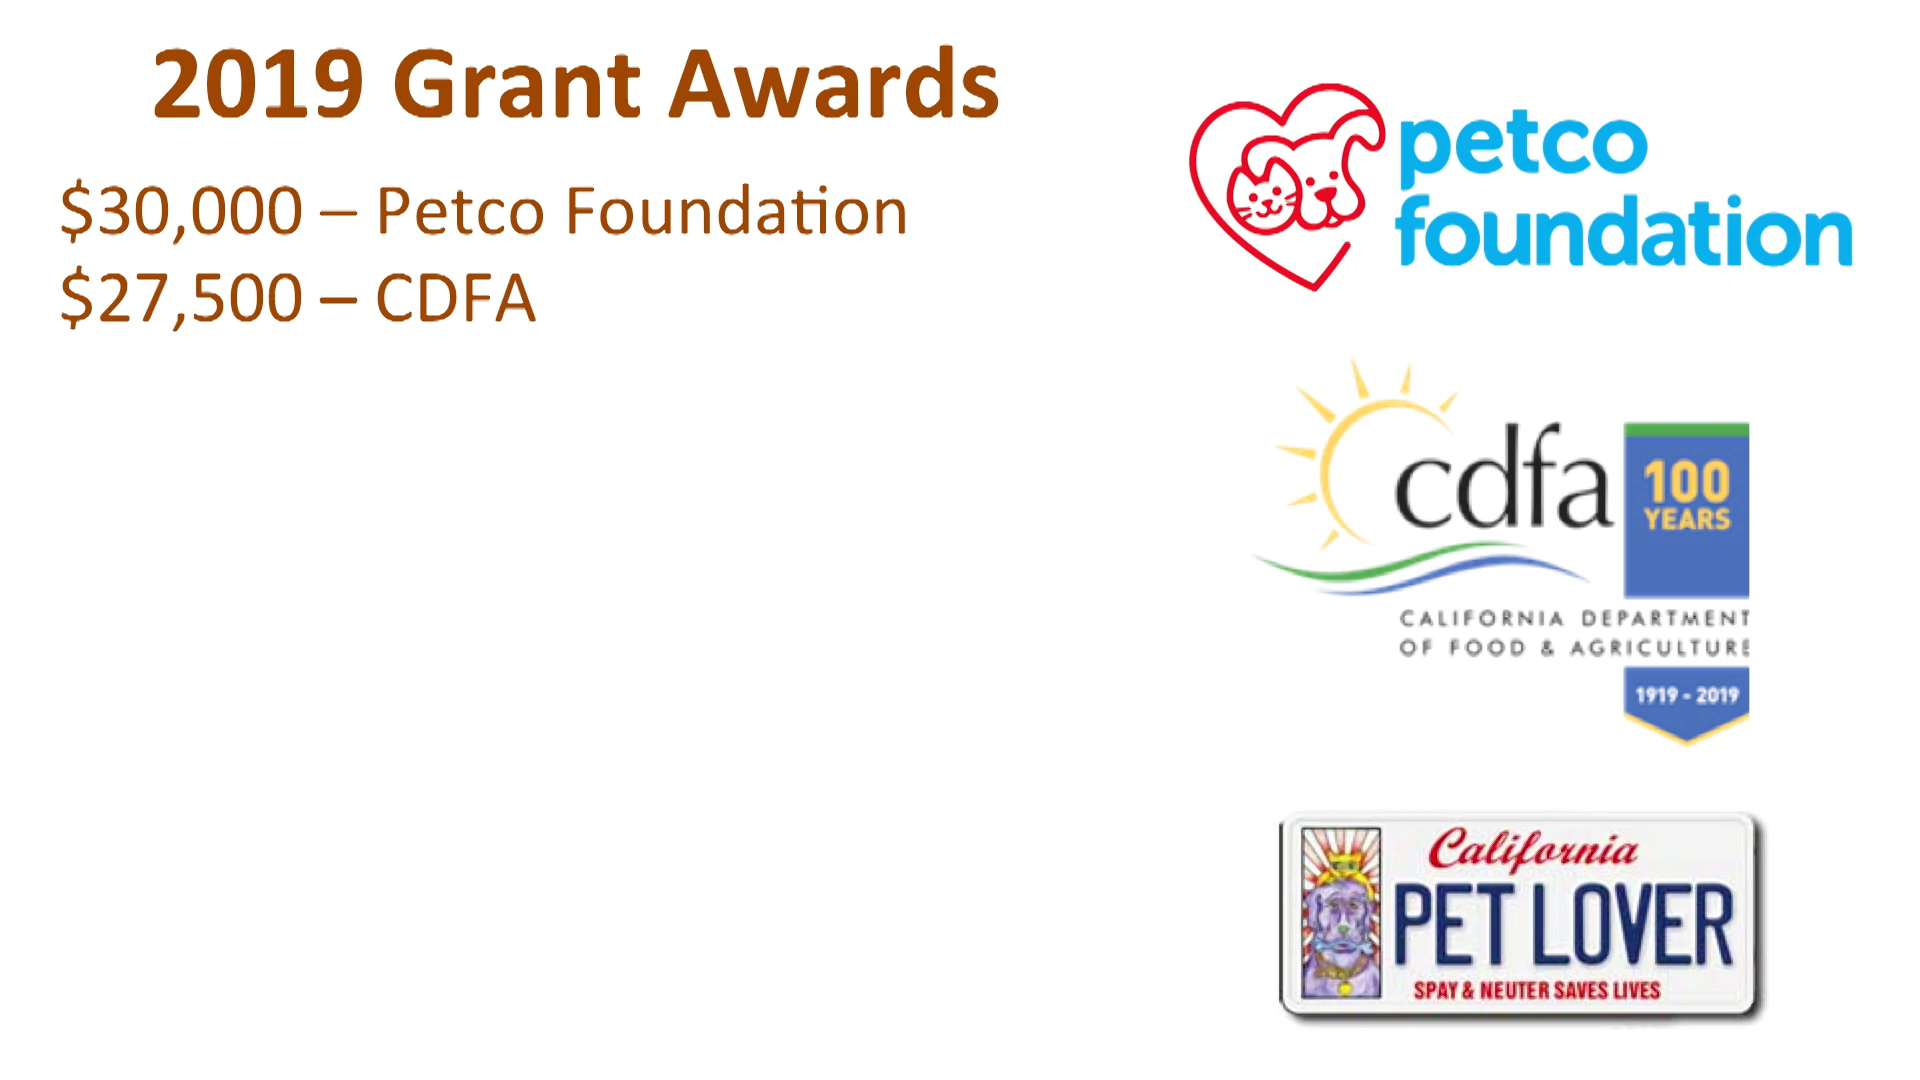 2019 Grant Awards
$30,000 – Petco Foundation
$27,500 – CDFA
petco
foundation
cdfa
100
YEARS
CALIFORNIA DEPARTMENT
OF FOOD & AGRICULTURE
1919 - 2019
California
PET LOVER
SPAY & NEUTER SAVES LIVES